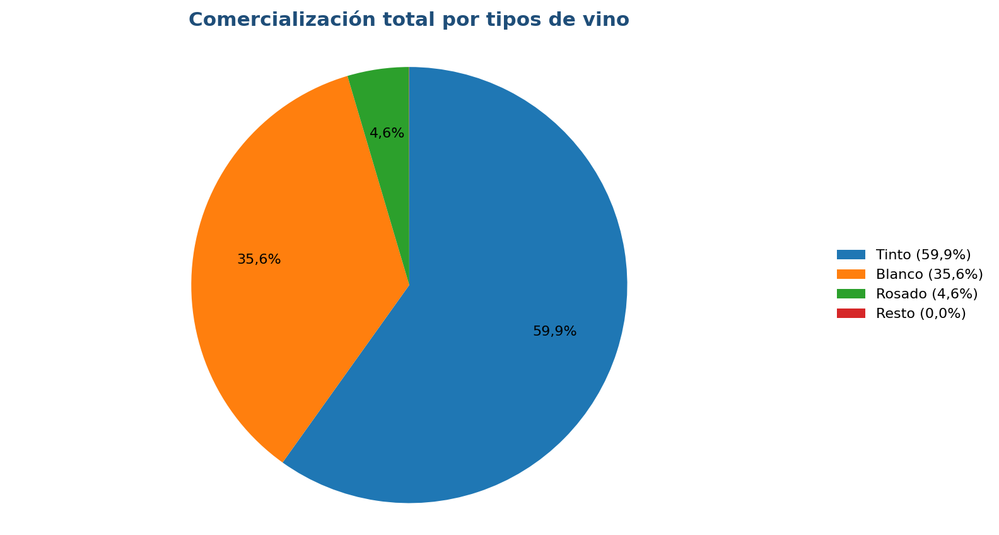 Comercialización total por tipos de vino
4,6%
35,6%
59,9%
Tinto (59,9%)
Blanco (35,6%)
Rosado (4,6%)
Resto (0,0%)